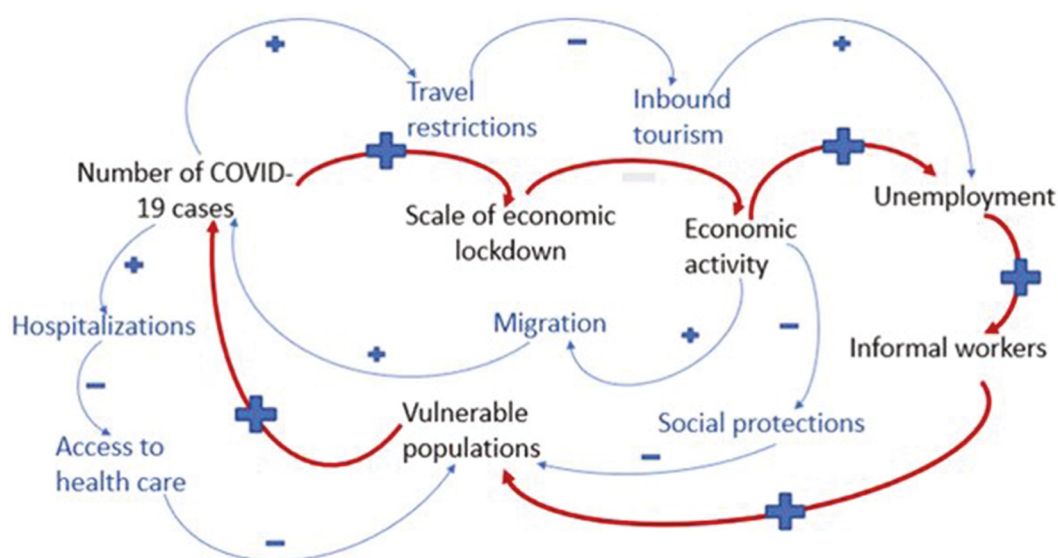 Travel
restrictions
Inbound
tourism
Number of COVID-
19 cases
Scale of economic
lockdown
Economic
activity
Unemployment
Hospitalizations
Migration
Informal workers
Vulnerable
populations
Social protections
Access to
health care